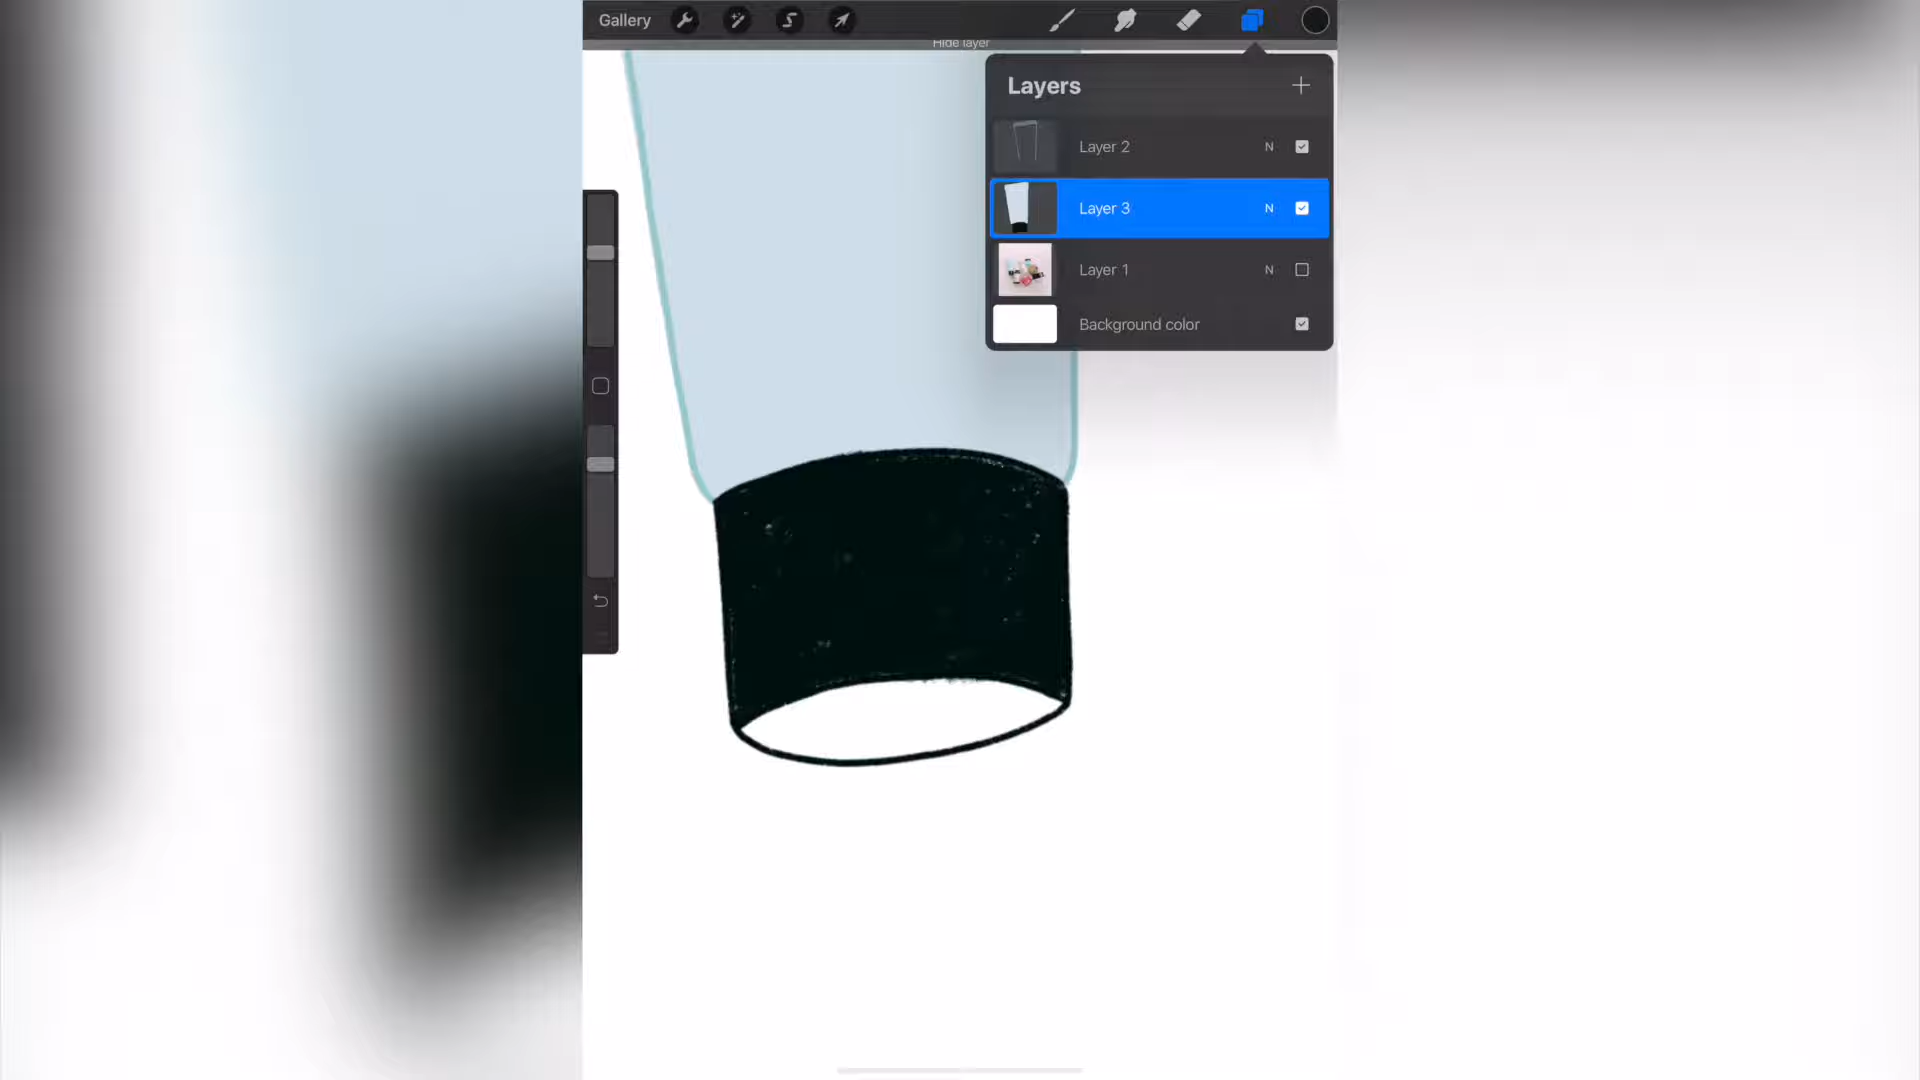 Gallery
Hide layer
Layers
Layer 2 N
Layer 3 N
Layer 1 N
Background color